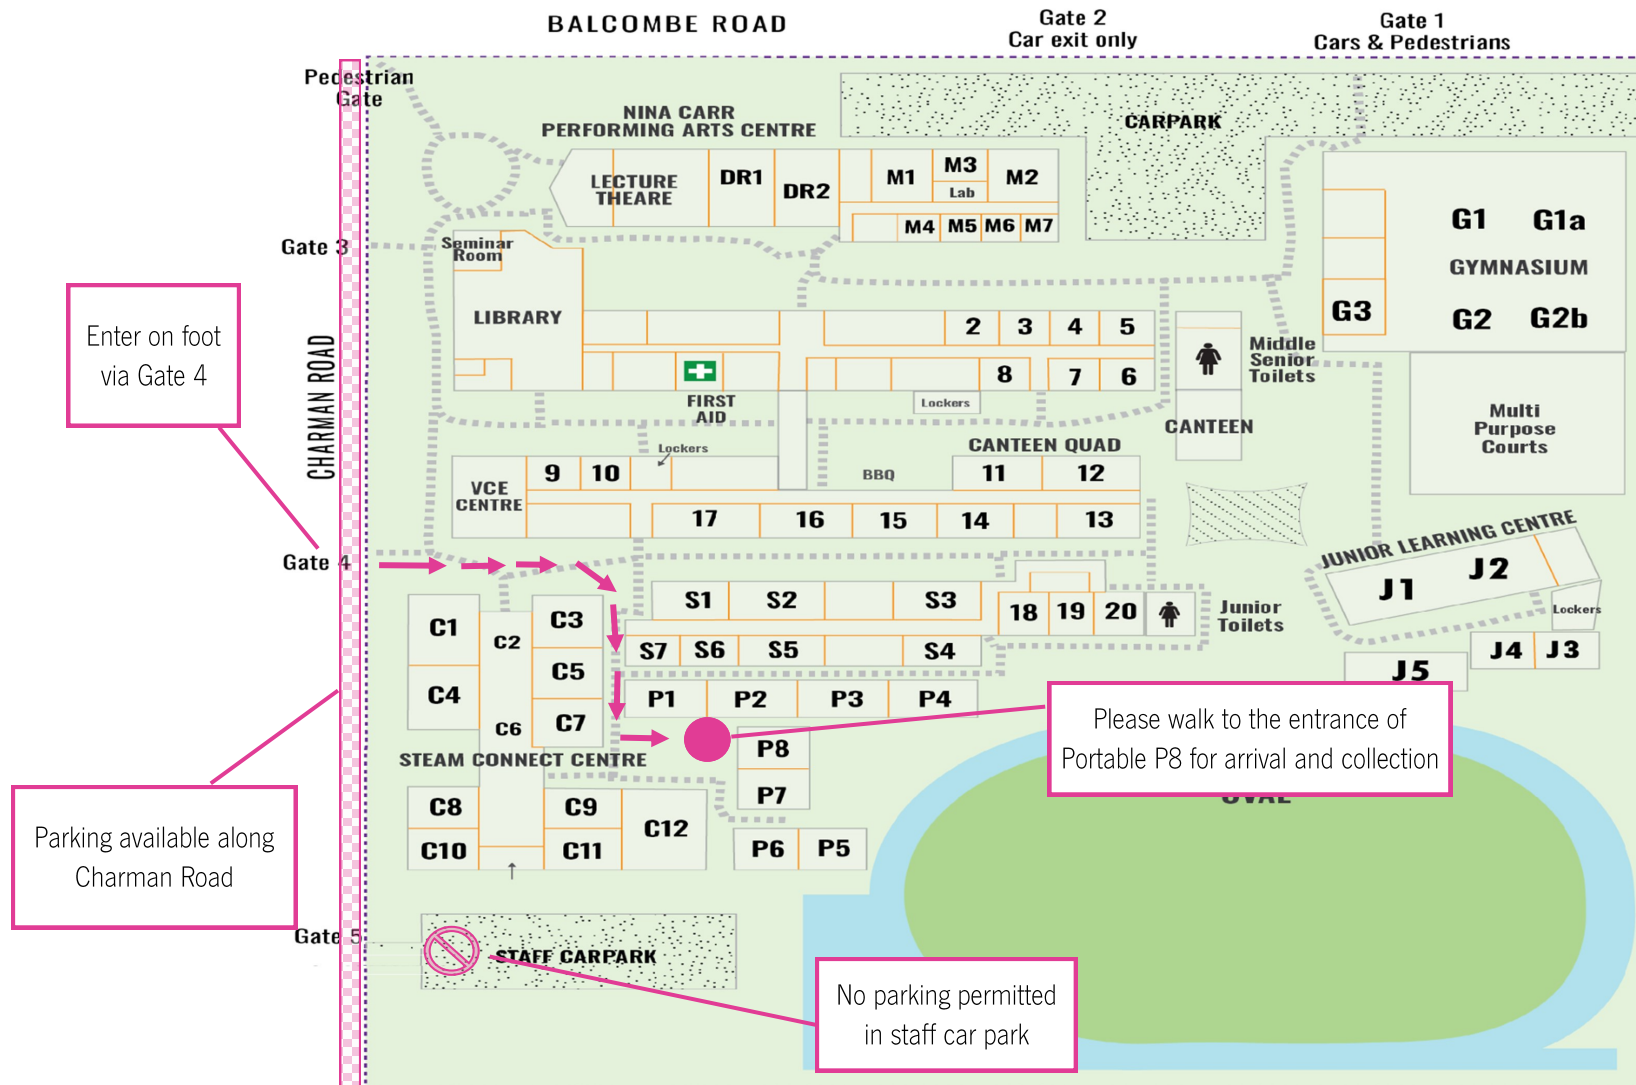 BALCOMBE ROAD
Gate 2
Car exit only
Gate 1
Cars & Pedestrians
Pedestrian
Gate
NINA CARR
PERFORMING ARTS CENTRE
CARPARK
LECTURE
THEARE
DR1
DR2
M1
M3
Lab
M2
M4
M5
M6
M7
G1
G1a
GYMNASIUM
G2
G2b
G3
Gate 3
Seminar
Room
LIBRARY
2
3
4
5
8
7
6
FIRST
AID
Lockers
Middle
Senior
Toilets
CANTEEN
Multi
Purpose
Courts
Enter on foot
via Gate 4
CHARMAN ROAD
Lockers
CANTEEN QUAD
BBQ
VCE
CENTRE
9
10
11
12
17
16
15
14
13
Gate 4
JUNIOR LEARNING CENTRE
J1
J2
Lockers
J4
J3
J5
C1
C2
C3
C4
C5
C6
C7
S1
S2
S3
S7
S6
S5
S4
18
19
20
Junior
Toilets
P1
P2
P3
P4
P8
P7
P6
P5
Please walk to the entrance of
Portable P8 for arrival and collection
OVAL
STEAM CONNECT CENTRE
C8
C9
C10
C11
C12
Parking available along
Charman Road
Gate 5
STAFF CARPARK
No parking permitted
in staff car park